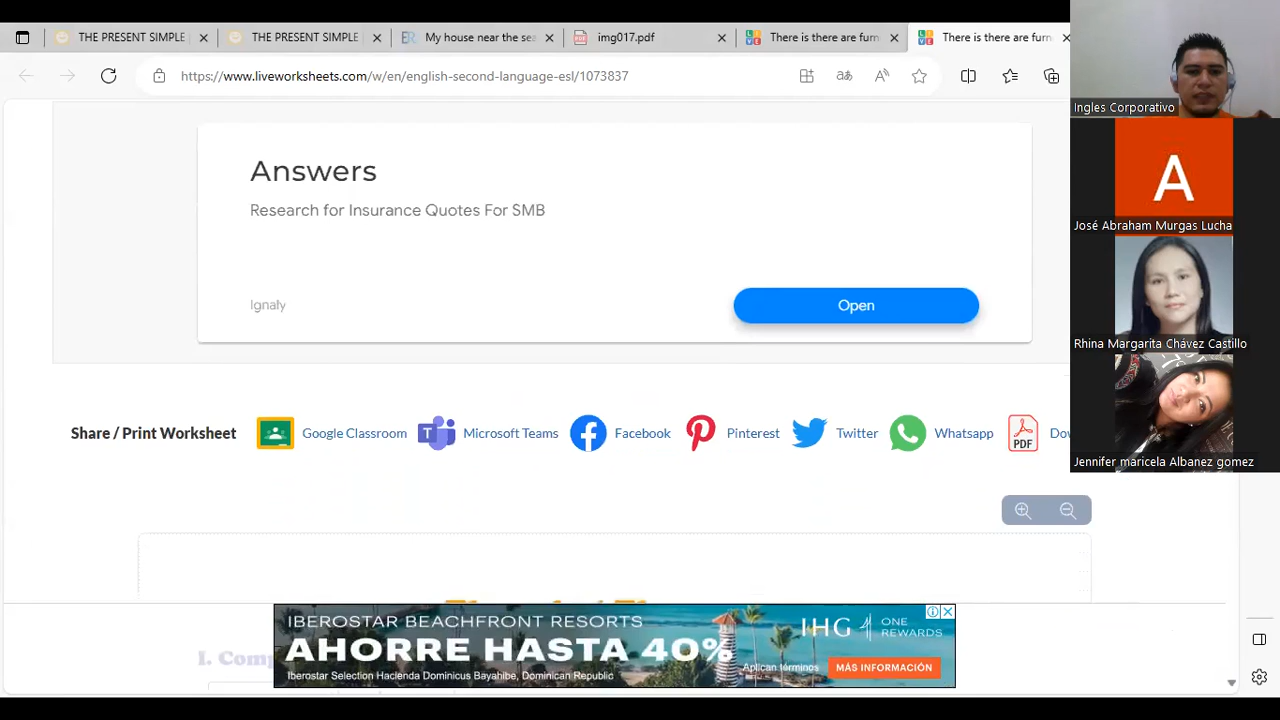 THE PRESENT SIMPLE
THE PRESENT SIMPLE
My house near the sea
img017.pdf
There is there are furn
There is there are furn
https://www.liveworksheets.com/w/en/english-second-language-esl/1073837
Ingles Corporativo
A
José Abraham Murgas Lucha
Rhina Margarita Chávez Castillo
Jennifer maricela Albanez gomez
Answers
Research for Insurance Quotes For SMB
Ignaly
Open
Share / Print Worksheet
Google Classroom
Microsoft Teams
Facebook
Pinterest
Twitter
Whatsapp
PDF
Dow
IBEROSTAR BEACHFRONT RESORTS
AHORRE HASTA 40%
Iberostar Selection Hacienda Dominicus Bayahibe, Dominican Republic
Aplican términos
IHG ONE REWARDS
MÁS INFORMACIÓN
I. Comp